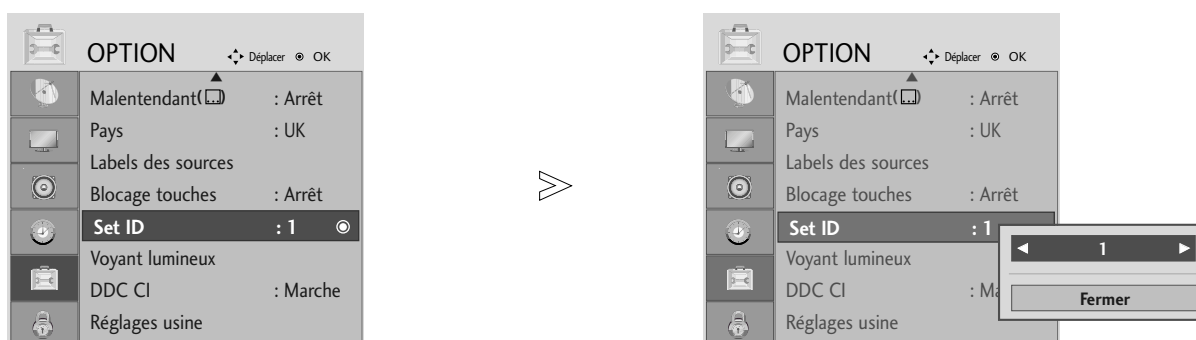 OPTION Déplacer OK
Malentendant( ) : Arrêt
Pays : UK
Labels des sources
Blocage touches : Arrêt
Set ID : 1
Voyant lumineux
DDC CI : Marche
Réglages usine
OPTION Déplacer OK
Malentendant( ) : Arrêt
Pays : UK
Labels des sources
Blocage touches : Arrêt
Set ID : 1
Voyant lumineux
DDC CI : Ma
Réglages usine
◄ 1 ►
Fermer